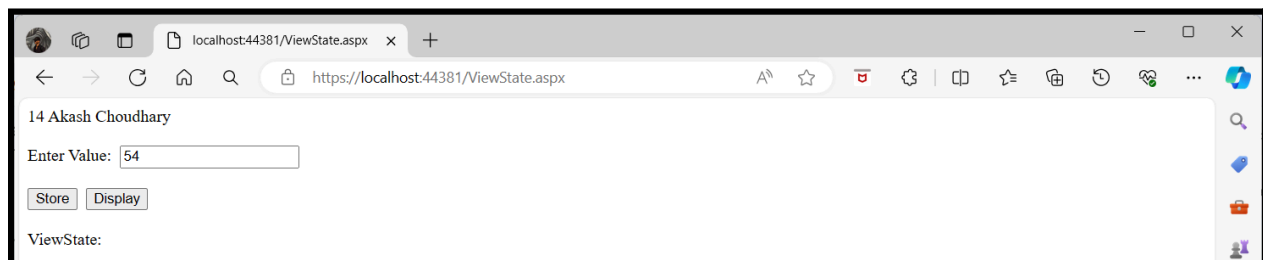 localhost:44381/ViewState.aspx
https://localhost:44381/ViewState.aspx
14 Akash Choudhary
Enter Value: 54
Store Display
ViewState: